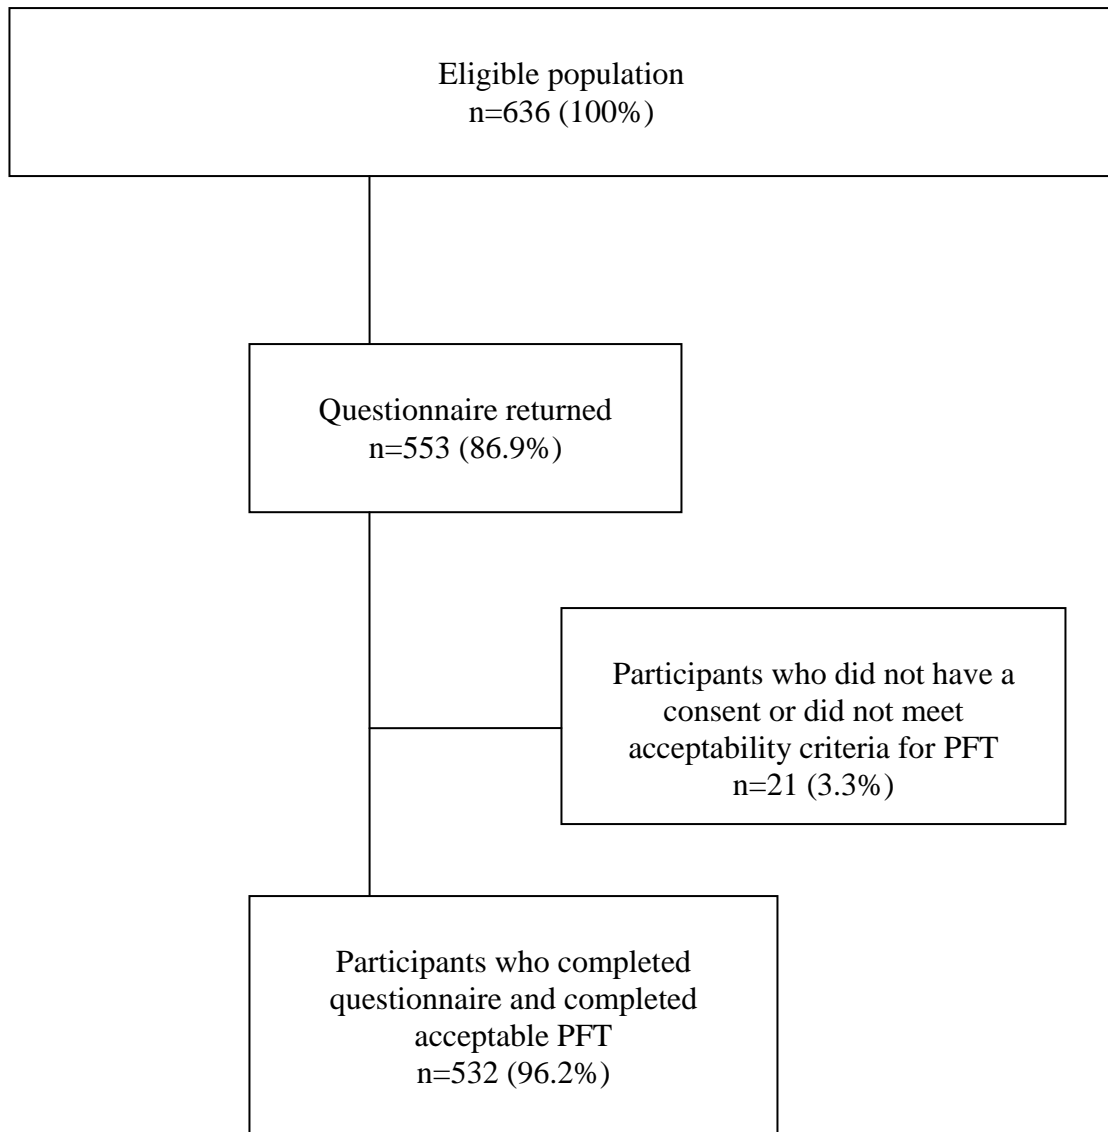 Eligible population
n=636 (100%)
Questionnaire returned
n=553 (86.9%)
Participants who did not have a
consent or did not meet
acceptability criteria for PFT
n=21 (3.3%)
Participants who completed
questionnaire and completed
acceptable PFT
n=532 (96.2%)